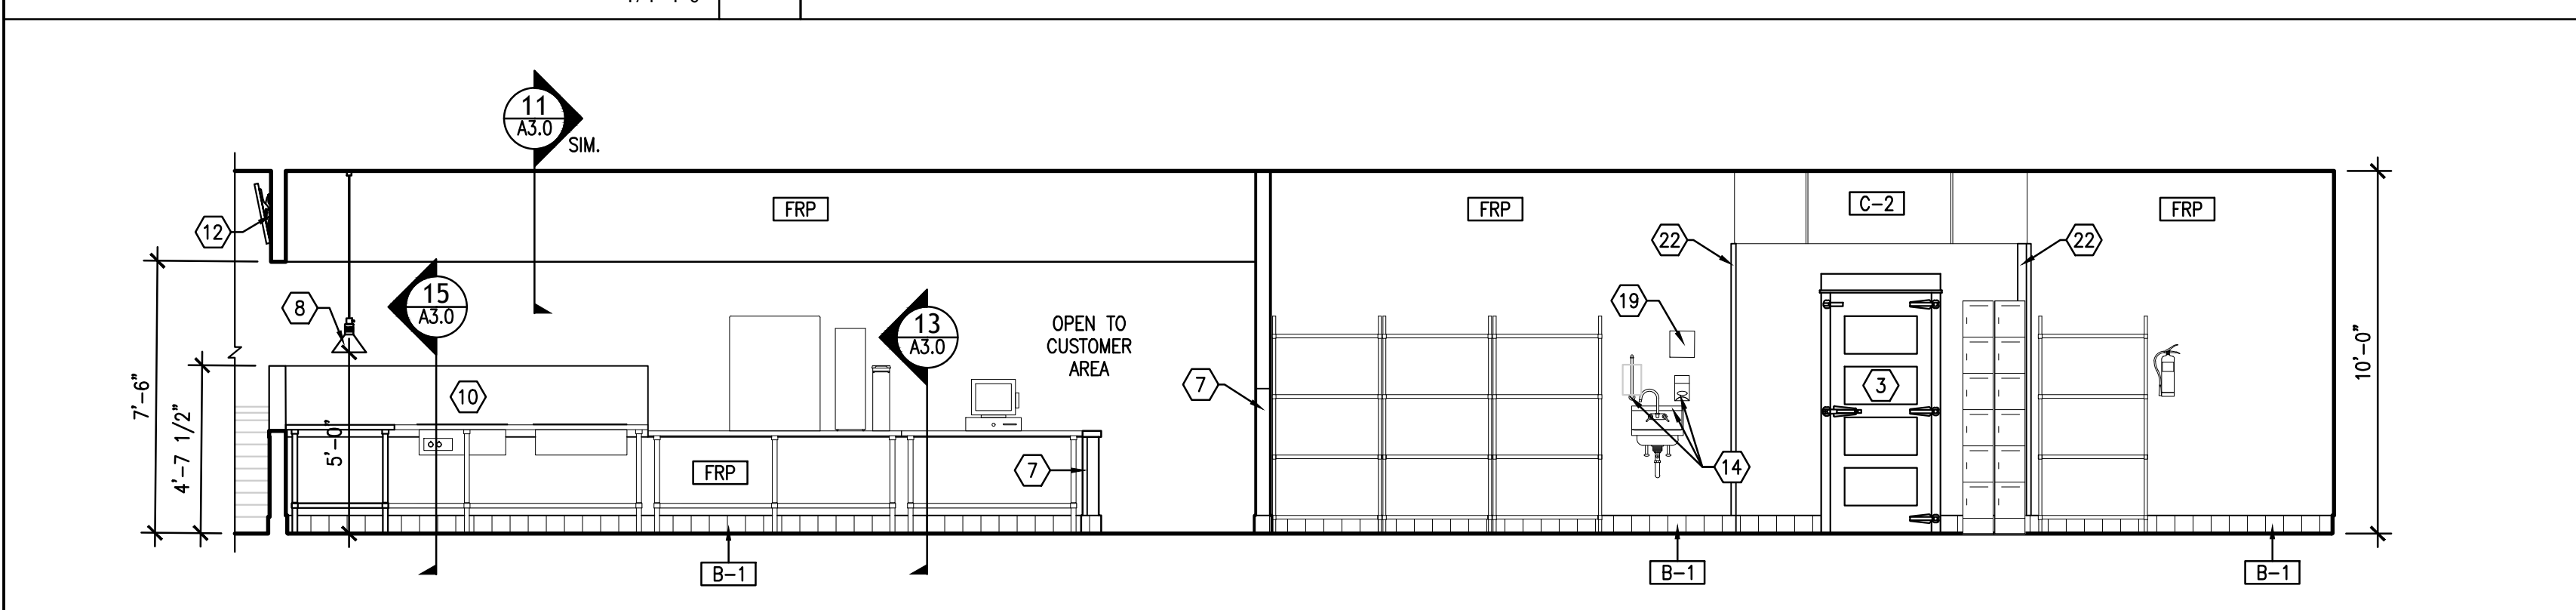 11
A3.0
SIM.
FRP
FRP
C-2
FRP
12
22
22
15
A3.0
8
19
13
A3.0
OPEN TO
CUSTOMER
AREA
10'-0"
7'-6"
4'-7 1/2"
5'-0"
10
7
3
FRP
7
14
B-1
B-1
B-1